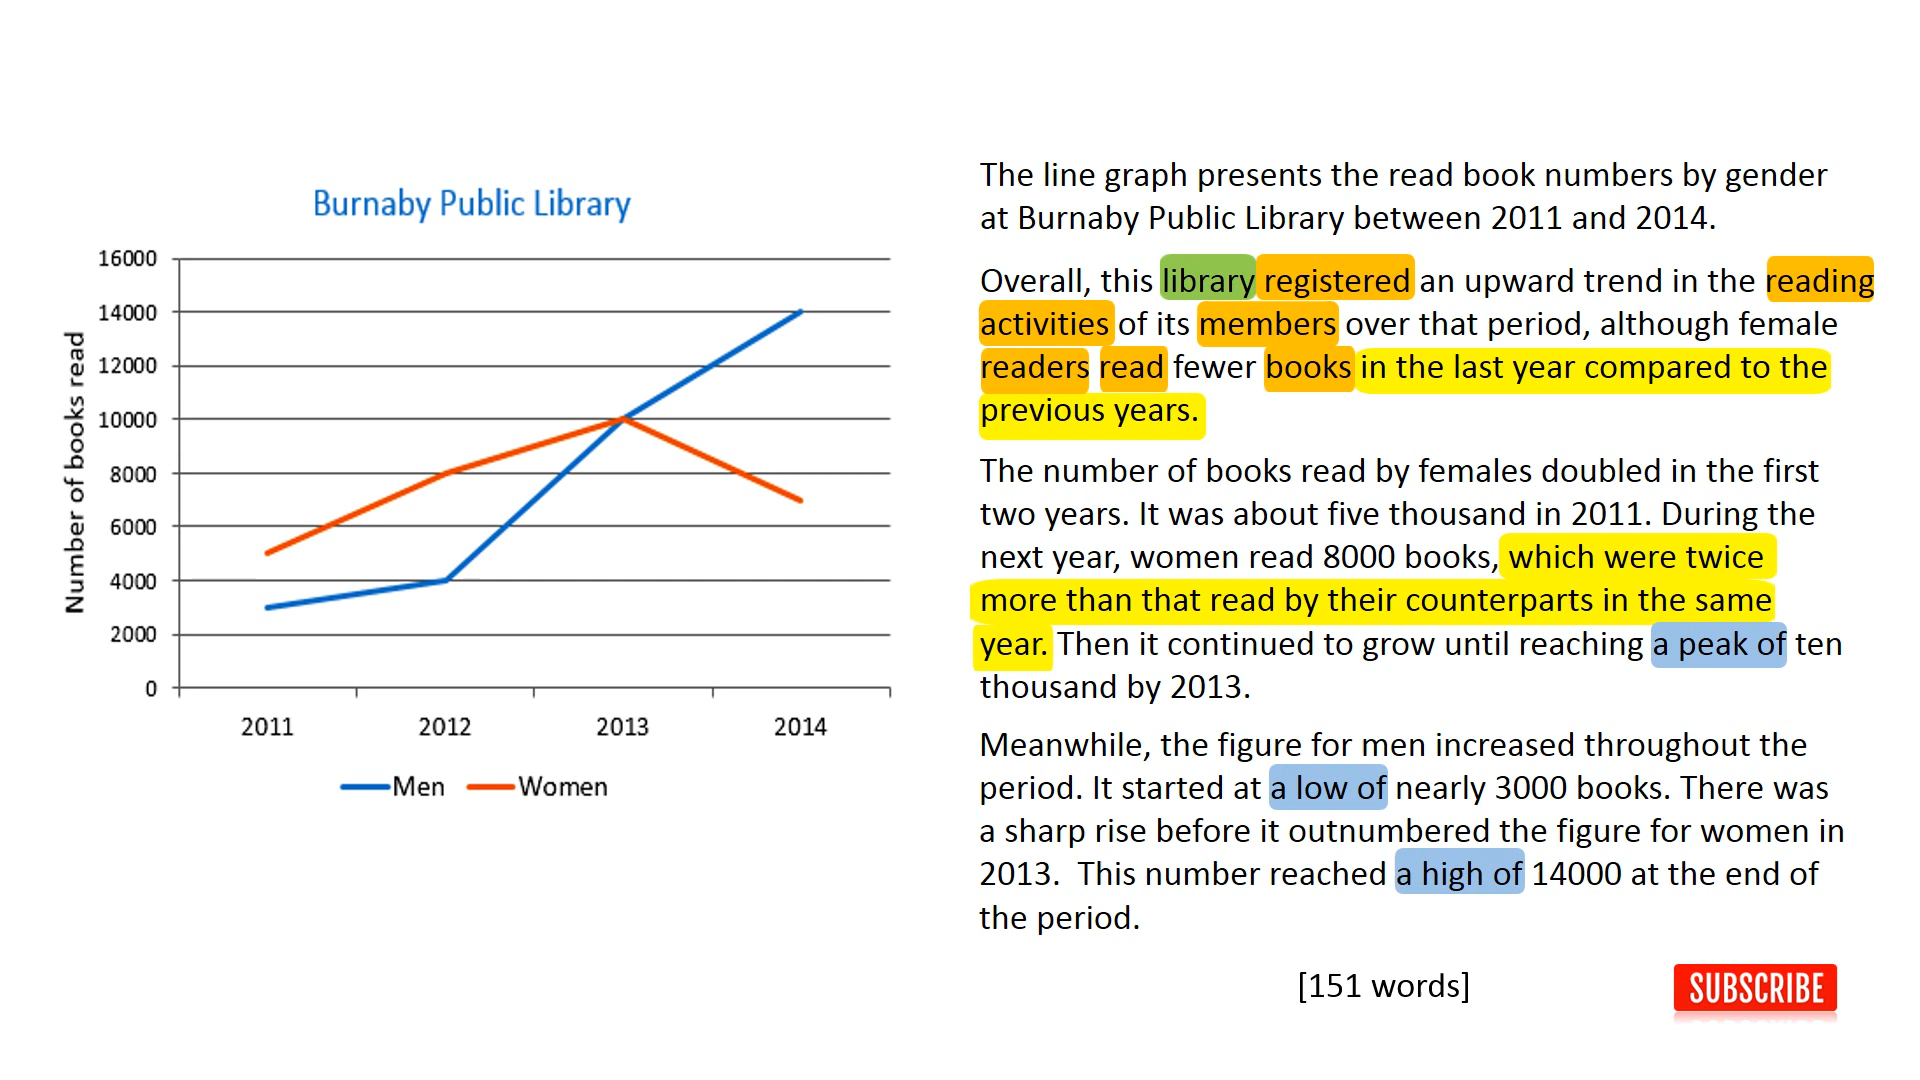 Burnaby Public Library
Number of books read
16000
14000
12000
10000
8000
6000
4000
2000
0
2011 2012 2013 2014
Men Women
The line graph presents the read book numbers by gender
at Burnaby Public Library between 2011 and 2014.
Overall, this library registered an upward trend in the reading
activities of its members over that period, although female
readers read fewer books in the last year compared to the
previous years.
The number of books read by females doubled in the first
two years. It was about five thousand in 2011. During the
next year, women read 8000 books, which were twice
more than that read by their counterparts in the same
year. Then it continued to grow until reaching a peak of ten
thousand by 2013.
Meanwhile, the figure for men increased throughout the
period. It started at a low of nearly 3000 books. There was
a sharp rise before it outnumbered the figure for women in
2013. This number reached a high of 14000 at the end of
the period.
[151 words]
SUBSCRIBE